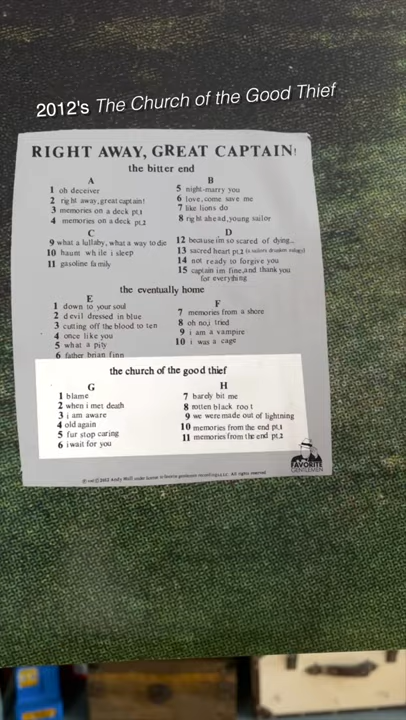 2012's The Church of the Good Thief
RIGHT AWAY, GREAT CAPTAIN!
the bitter end
A
1 oh deceiver
2 right away, great captain!
3 memories on a deck pt.1
4 memories on a deck pt.2
B
5 night-marry you
6 love, come save me
7 like lions do
8 right ahead, young sailor
C
9 what a lullaby, what a way to die
10 haunt while i sleep
11 gasoline family
D
12 because im so scared of dying...
13 sacred heart pt.2
14 not ready to forgive you
15 captain im fine,and thank you
for everything
the eventually home
E
1 down to your soul
2 devil dressed in blue
3 cutting off the blood to ten
4 once like you
5 what a pity
6 father brian finn
F
7 memories from a shore
8 oh no,i tried
9 i am a vampire
10 i was a cage
the church of the good thief
G
1 blame
2 when i met death
3 i am aware
4 old again
5 fur stop caring
6 i wait for you
H
7 barely bit me
8 rotten black root
9 we were made out of lightning
10 memories from the end pt.1
11 memories from the end pt.2
FAVORITE
GENTLEMEN
2012 Andy Hull All rights reserved